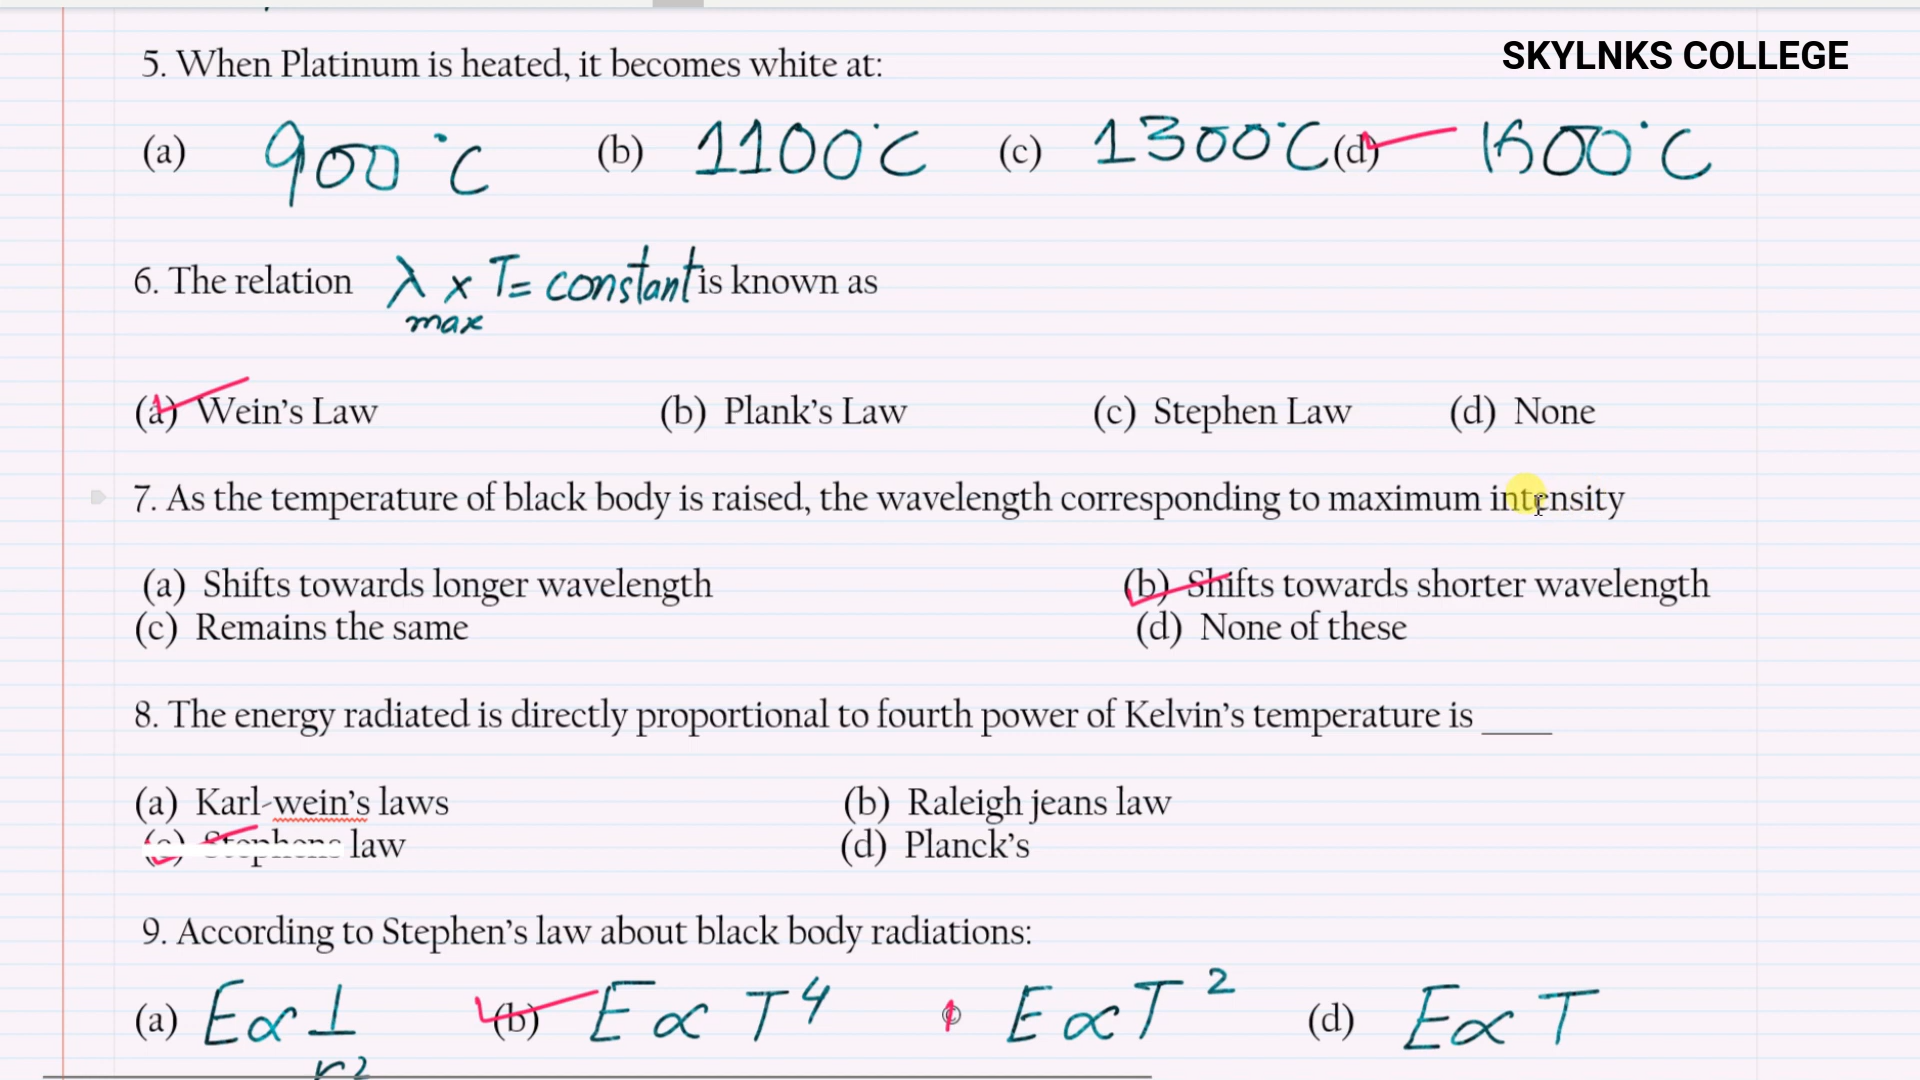 SKYLNKS COLLEGE
5. When Platinum is heated, it becomes white at:
(a) 900°C (b) 1100°C (c) 1300°C (d) 1600°C
6. The relation λmax × T = constant is known as
(a) Wein's Law (b) Plank's Law (c) Stephen Law (d) None
7. As the temperature of black body is raised, the wavelength corresponding to maximum intensity
(a) Shifts towards longer wavelength (b) Shifts towards shorter wavelength
(c) Remains the same (d) None of these
8. The energy radiated is directly proportional to fourth power of Kelvin's temperature is ____
(a) Karl-wein's laws (b) Raleigh jeans law
(c) Stephens law (d) Planck's
9. According to Stephen's law about black body radiations:
(a) E∝1/r² (b) E∝T⁴ © E∝T² (d) E∝T